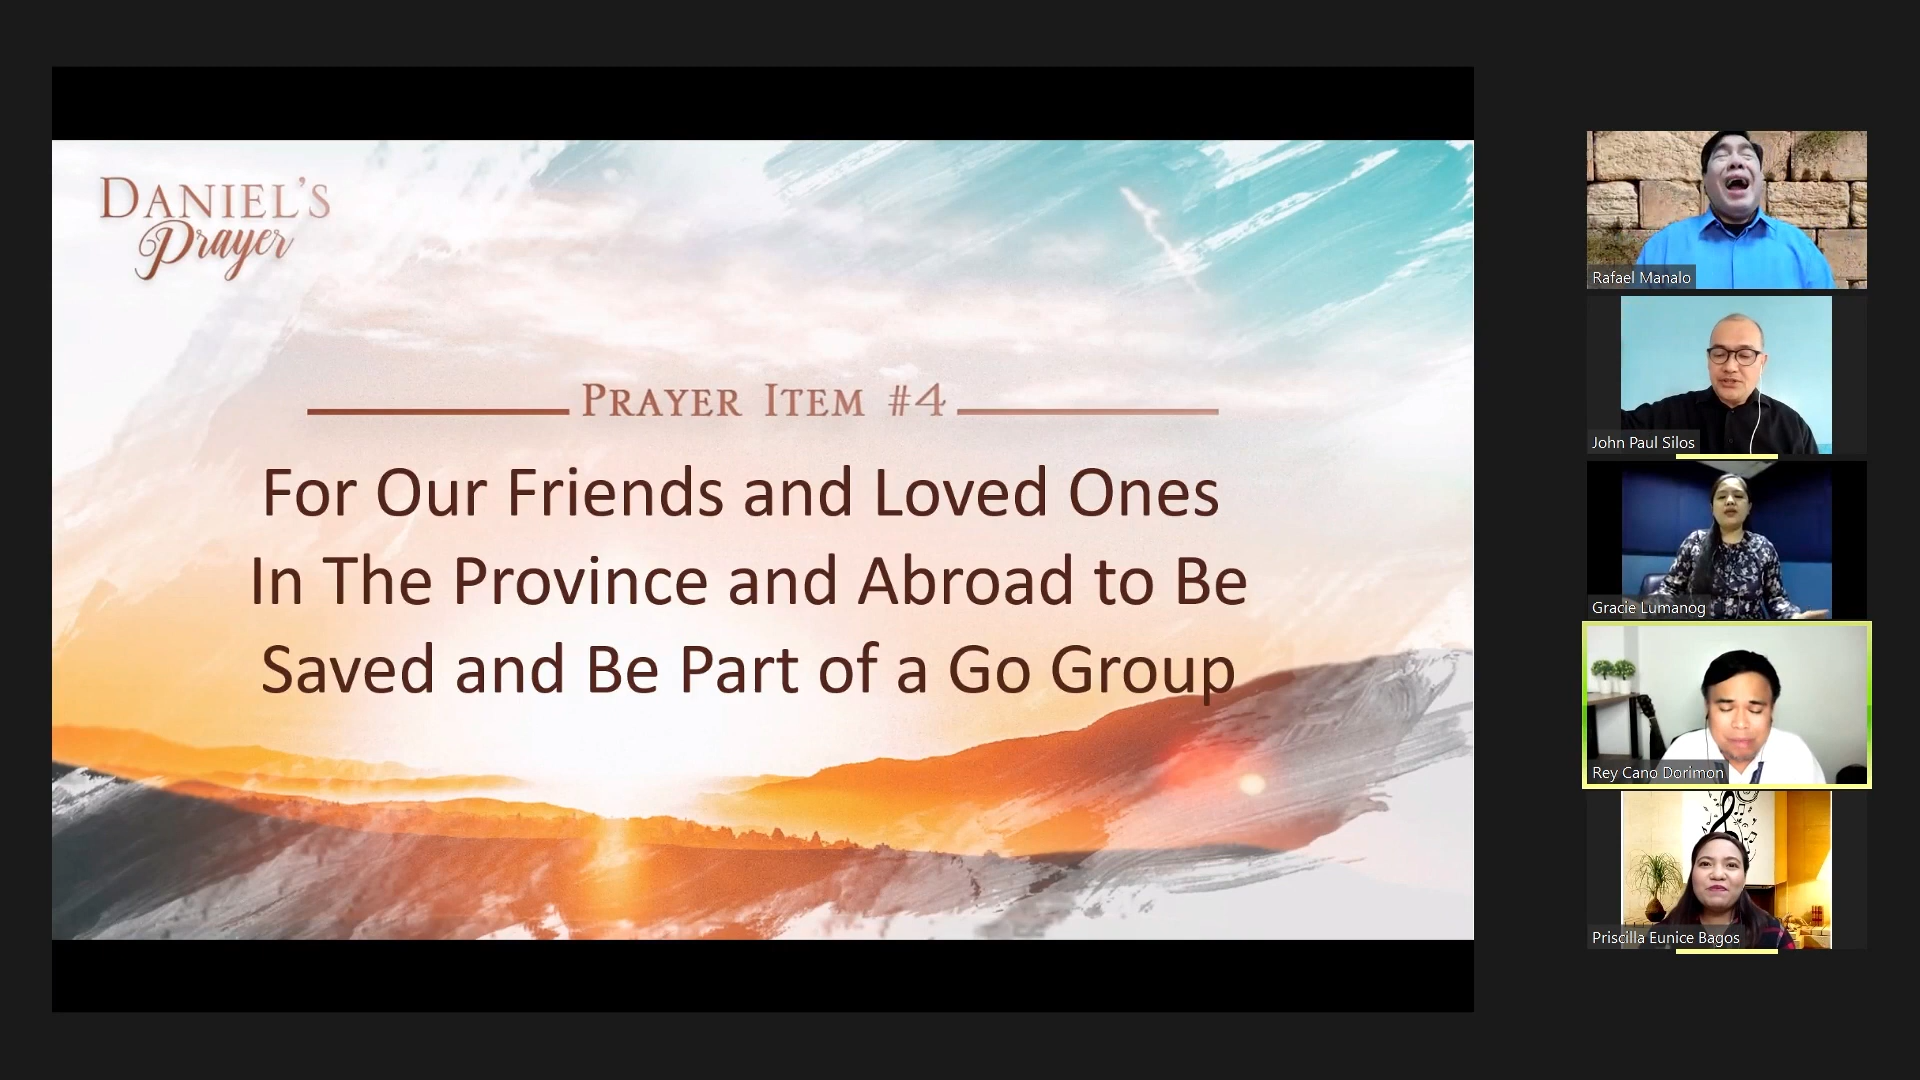 DANIEL'S
Prayer
PRAYER ITEM #4
For Our Friends and Loved Ones
In The Province and Abroad to Be
Saved and Be Part of a Go Group
Rafael Manalo
John Paul Silos
Gracie Lumanog
Rey Cano Dorimon
Priscilla Eunice Bagos